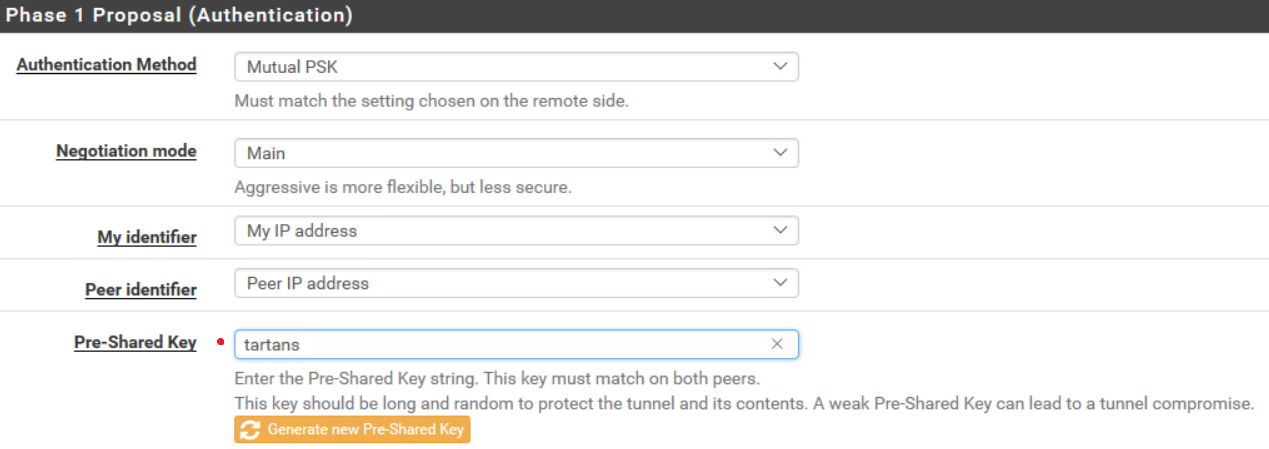 Phase 1 Proposal (Authentication)
Authentication Method
Mutual PSK
Must match the setting chosen on the remote side.
Negotiation mode
Main
Aggressive is more flexible, but less secure.
My identifier
My IP address
Peer identifier
Peer IP address
Pre-Shared Key
tartans
Enter the Pre-Shared Key string. This key must match on both peers.
This key should be long and random to protect the tunnel and its contents. A weak Pre-Shared Key can lead to a tunnel compromise.
Generate new Pre-Shared Key